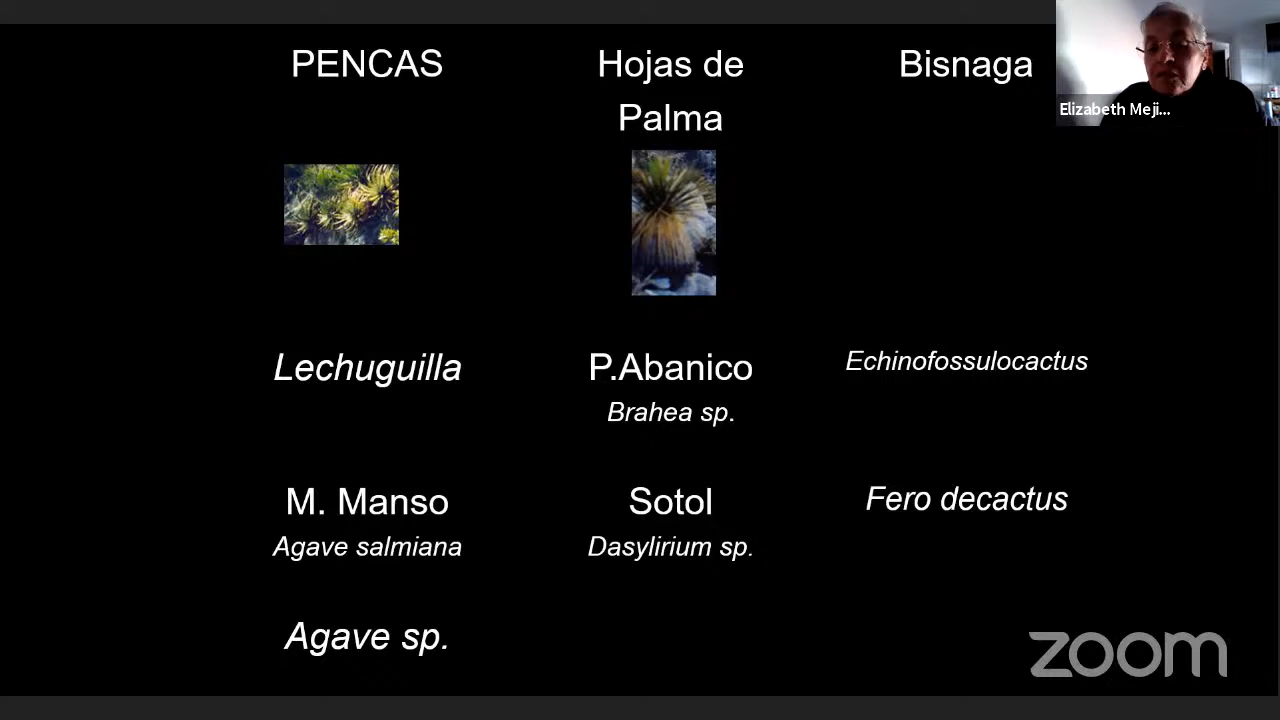 PENCAS
Hojas de
Palma
Bisnaga
Elizabeth Meji...
Lechuguilla
P.Abanico
Echinofossulocactus
Brahea sp.
M. Manso
Sotol
Fero decactus
Agave salmiana
Dasylirium sp.
Agave sp.
zoom